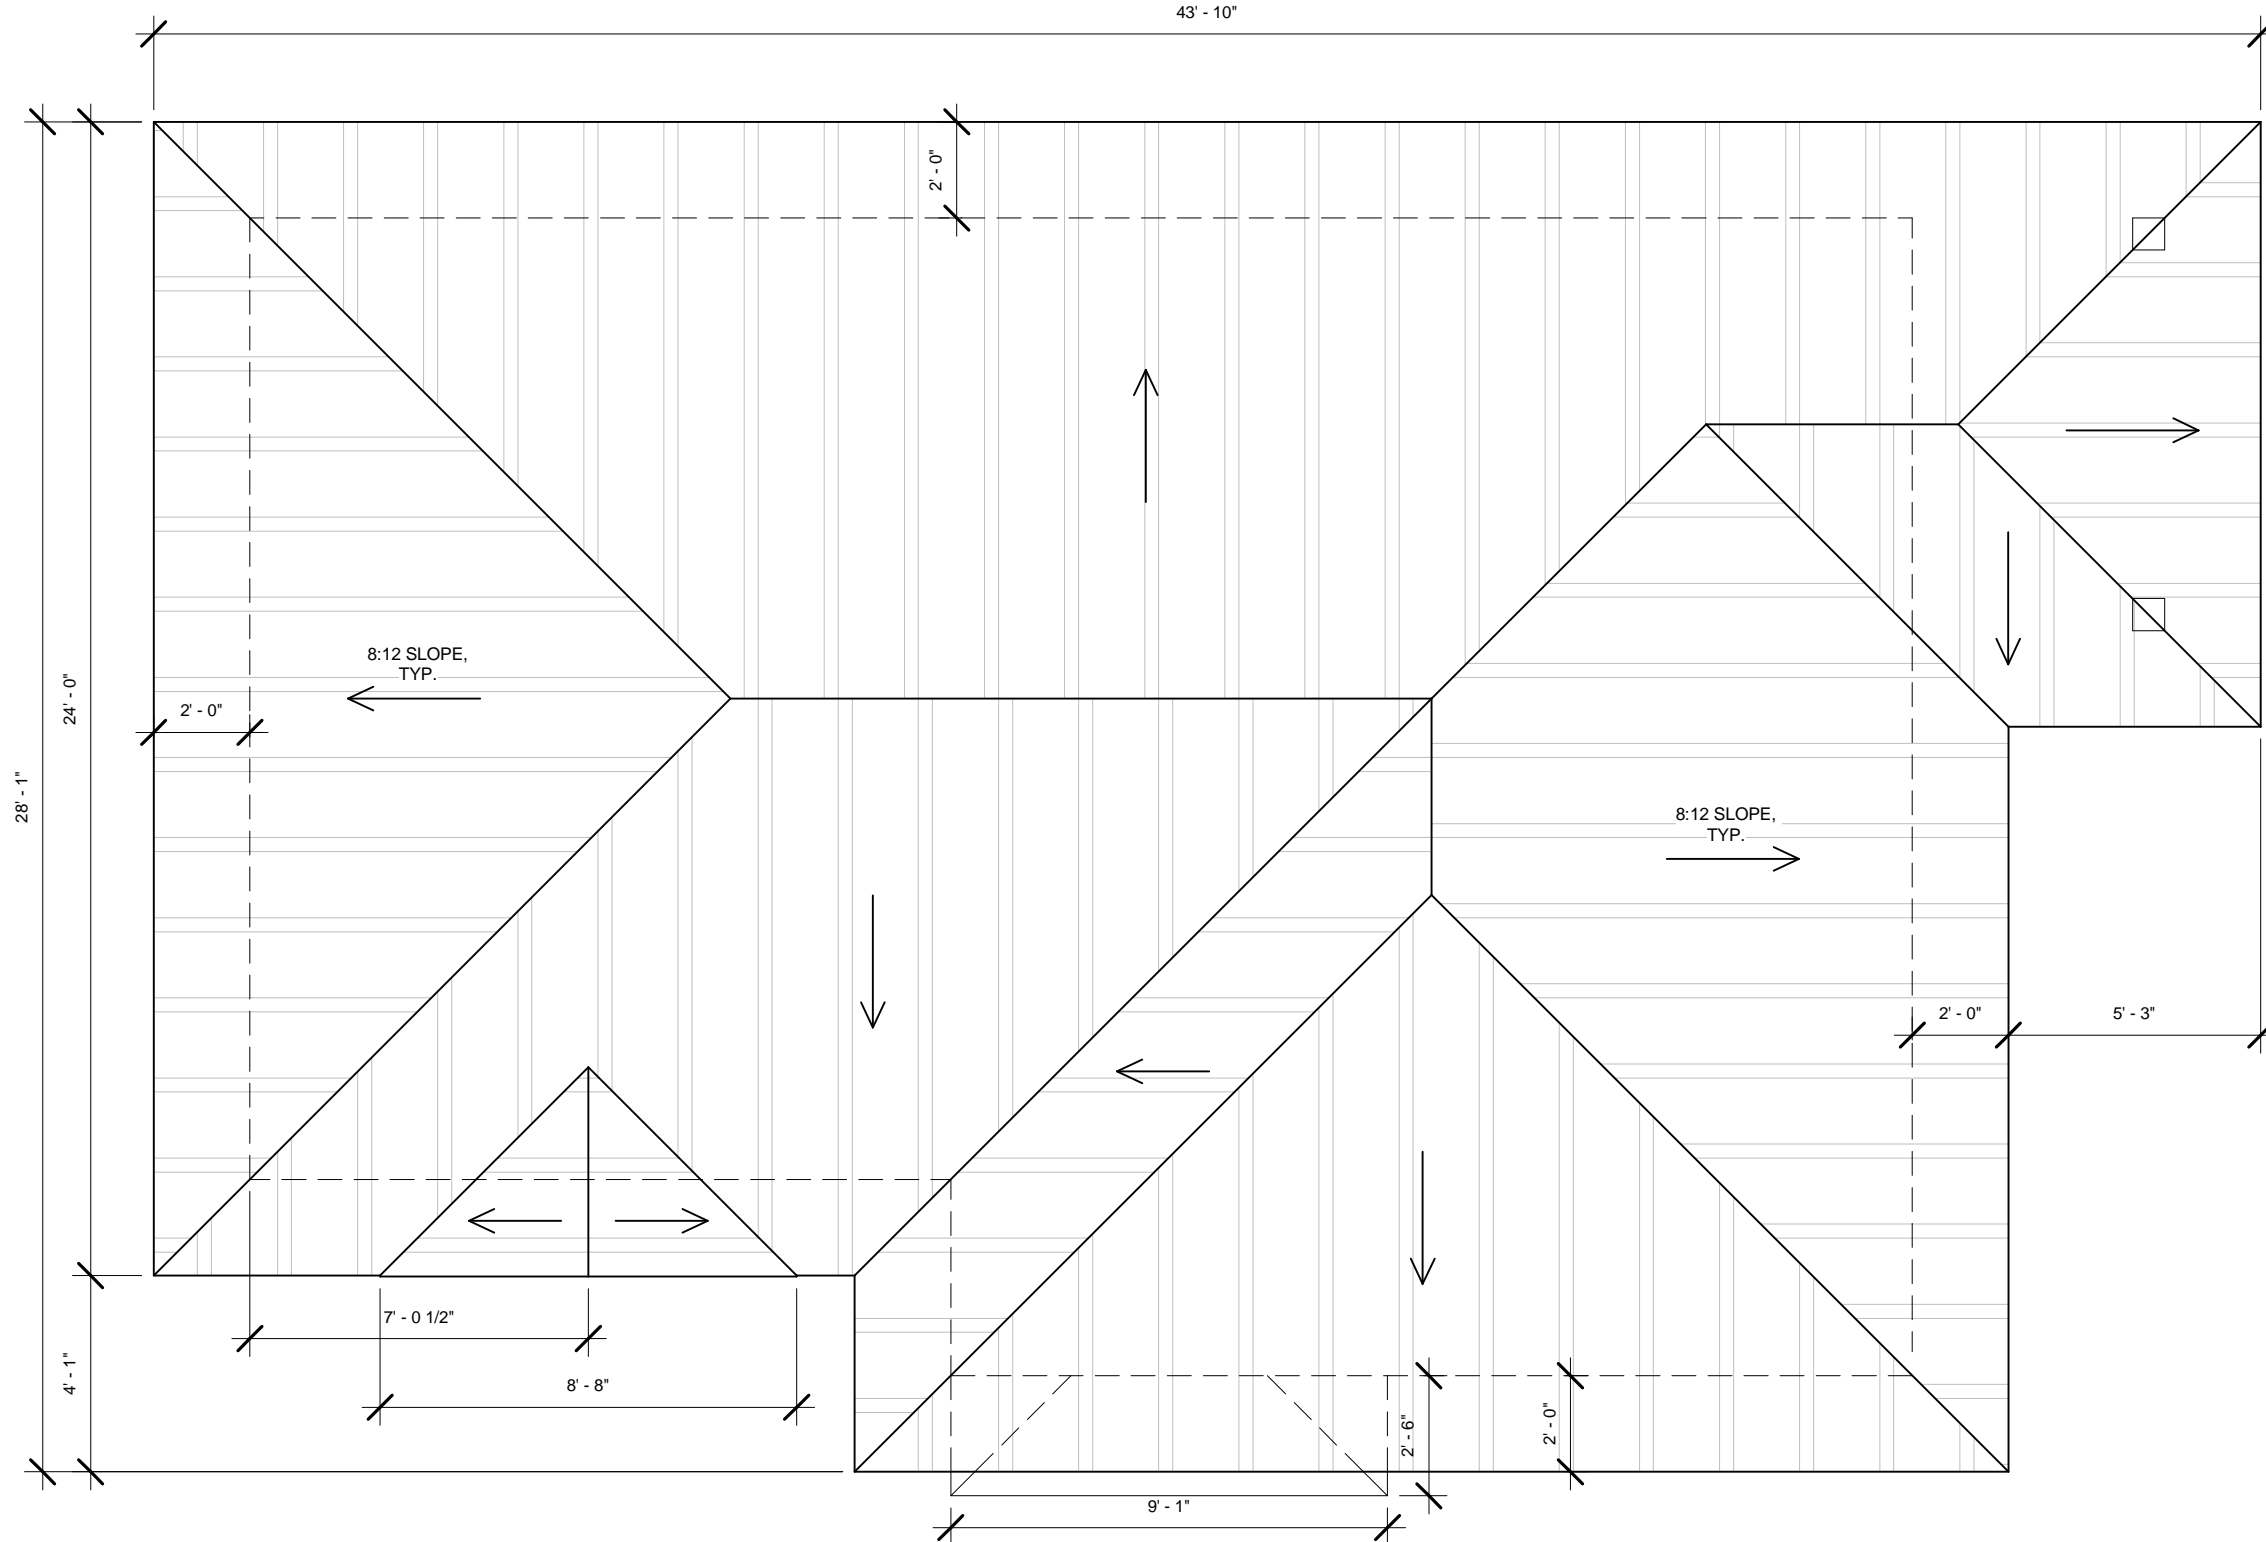 43' - 10"
2' - 0"
8:12 SLOPE,
TYP.
2' - 0"
24' - 0"
28' - 1"
8:12 SLOPE,
TYP.
2' - 0"
5' - 3"
7' - 0 1/2"
8' - 8"
4' - 1"
2' - 6"
2' - 0"
9' - 1"